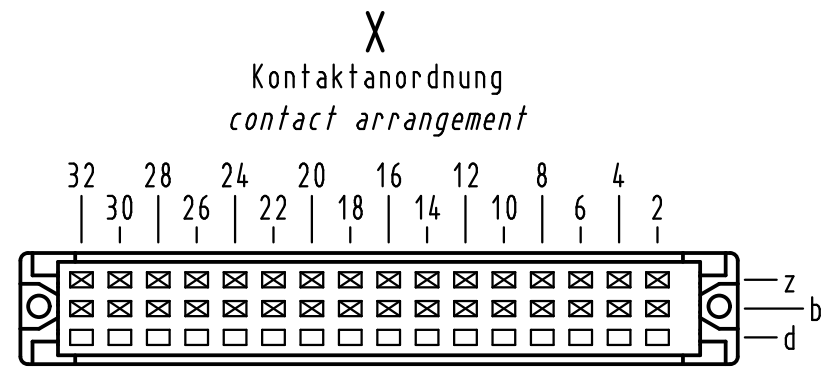 X
Kontaktanordnung
contact arrangement
32 28 24 20 16 12 8 4
30 26 22 18 14 10 6 2
z
b
d